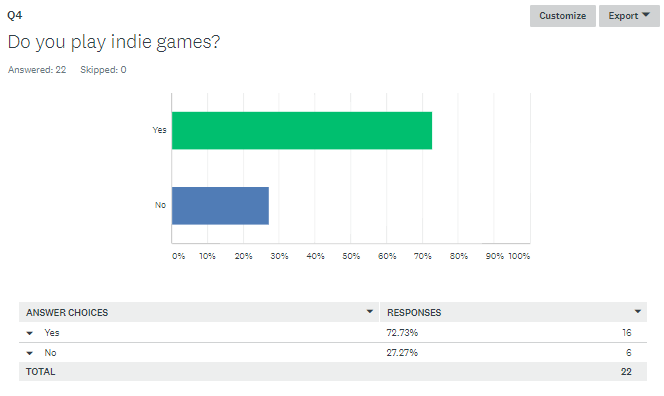 Q4
Customize Export
Do you play indie games?
Answered: 22 Skipped: 0
Yes
No
0% 10% 20% 30% 40% 50% 60% 70% 80% 90% 100%
ANSWER CHOICES RESPONSES
Yes 72.73% 16
No 27.27% 6
TOTAL 22